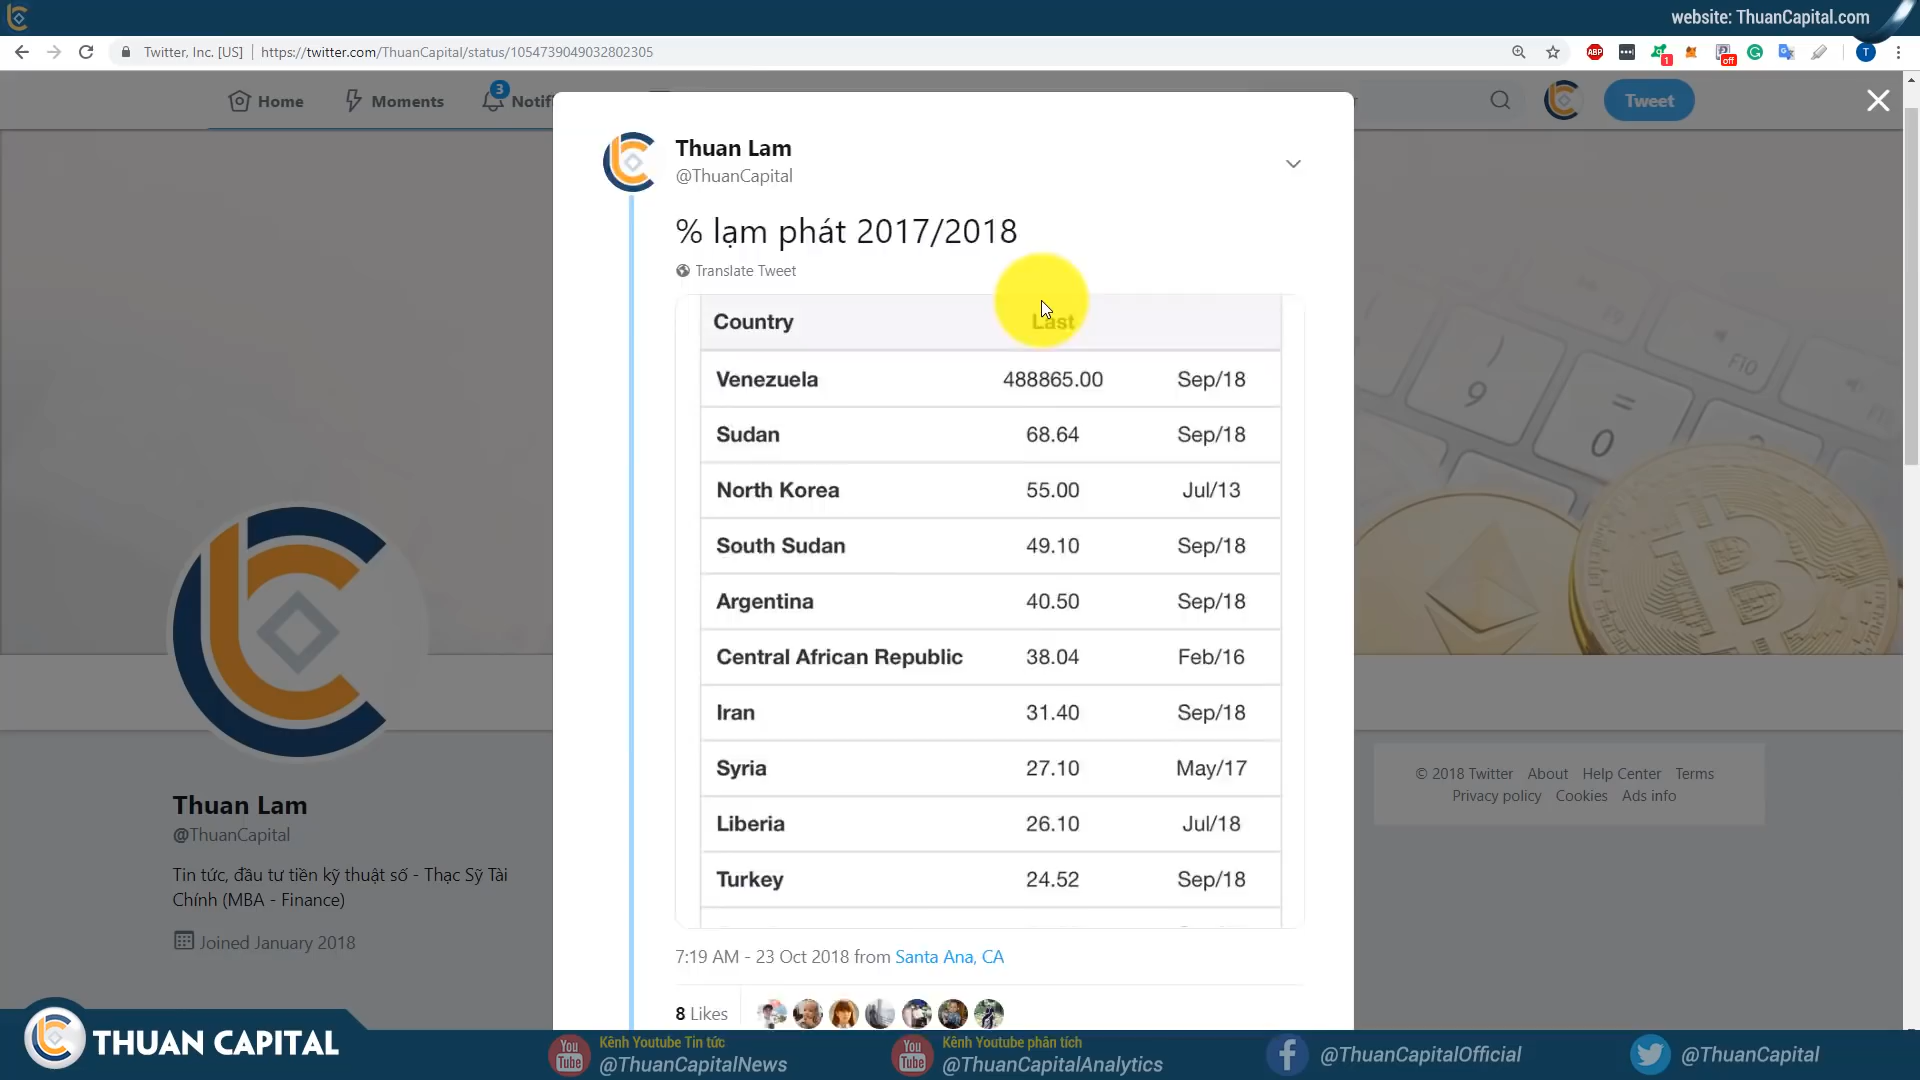 website: ThuanCapital.com
Twitter, Inc. [US] | https://twitter.com/ThuanCapital/status/1054739049032802305
ABP
1
off
T
Home
Moments
3
Notif
Tweet
Thuan Lam
@ThuanCapital
% lạm phát 2017/2018
Translate Tweet
Country Last
Venezuela 488865.00 Sep/18
Sudan 68.64 Sep/18
North Korea 55.00 Jul/13
South Sudan 49.10 Sep/18
Argentina 40.50 Sep/18
Central African Republic 38.04 Feb/16
Iran 31.40 Sep/18
Syria 27.10 May/17
Liberia 26.10 Jul/18
Turkey 24.52 Sep/18
7:19 AM - 23 Oct 2018 from Santa Ana, CA
8 Likes
Thuan Lam
@ThuanCapital
Tin tức, đầu tư tiền kỹ thuật số - Thạc Sỹ Tài
Chính (MBA - Finance)
Joined January 2018
© 2018 Twitter About Help Center Terms
Privacy policy Cookies Ads info
THUAN CAPITAL
You Tube
Kênh Youtube Tin tức
@ThuanCapitalNews
You Tube
Kênh Youtube phân tích
@ThuanCapitalAnalytics
@ThuanCapitalOfficial
@ThuanCapital